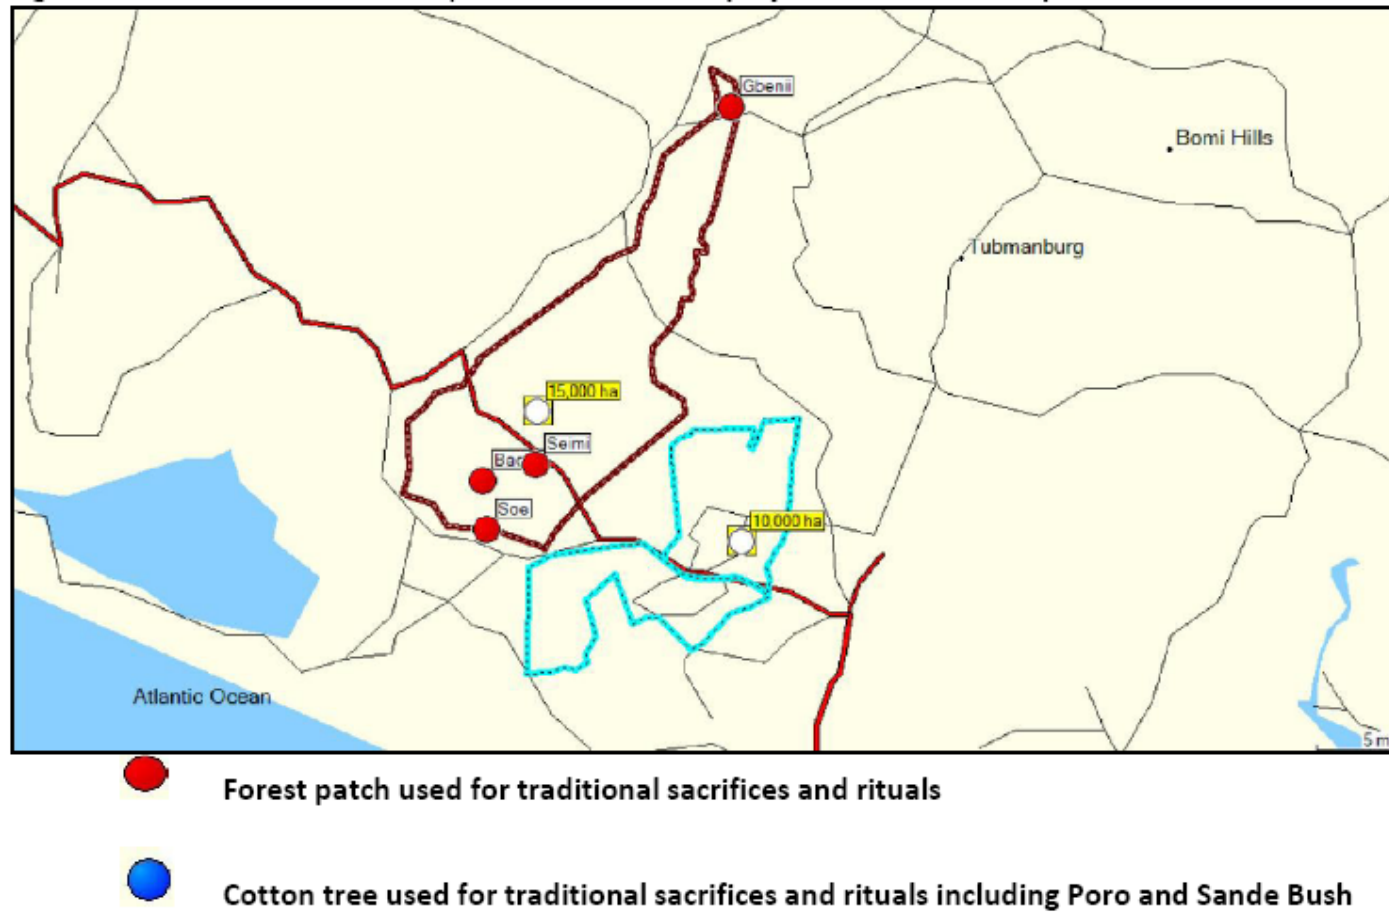 Gbenii
Bomi Hills
Tubmanburg
15,000 ha
Seimi
Soe
10,000 ha
Atlantic Ocean
Forest patch used for traditional sacrifices and rituals
Cotton tree used for traditional sacrifices and rituals including Poro and Sande Bush